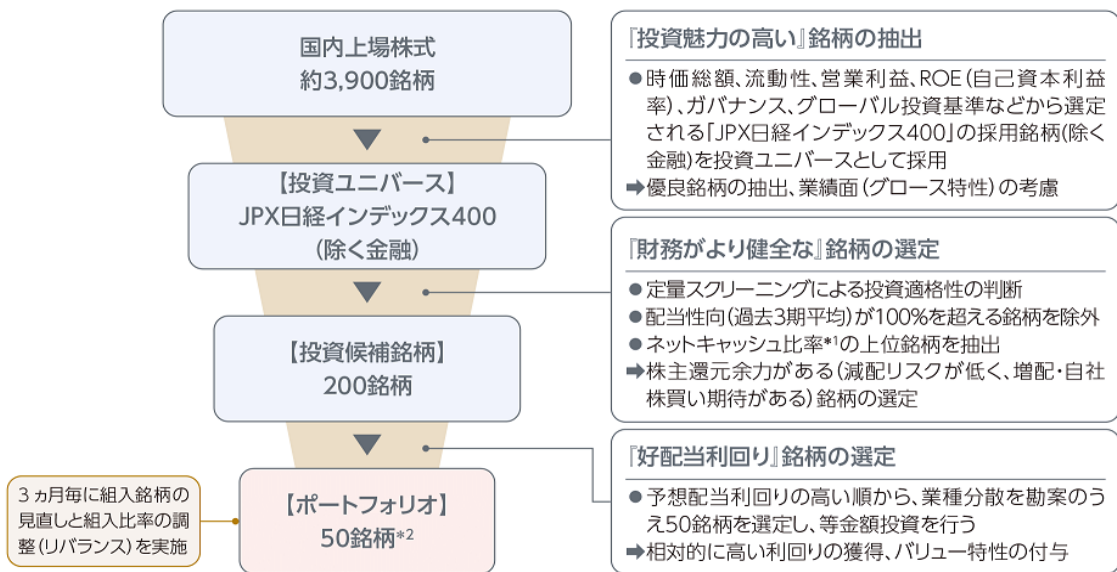 国内上場株式
約3,900銘柄
『投資魅力の高い』銘柄の抽出
●時価総額、流動性、営業利益、ROE(自己資本利益
率)、ガバナンス、グローバル投資基準などから選定
される「JPX日経インデックス400」の採用銘柄(除く
金融)を投資ユニバースとして採用
➡優良銘柄の抽出、業績面(グロース特性)の考慮
【投資ユニバース】
JPX日経インデックス400
(除く金融)
『財務がより健全な』銘柄の選定
●定量スクリーニングによる投資適格性の判断
●配当性向(過去3期平均)が100%を超える銘柄を除外
●ネットキャッシュ比率*1の上位銘柄を抽出
➡株主還元余力がある(減配リスクが低く、増配・自社
株買い期待がある)銘柄の選定
【投資候補銘柄】
200銘柄
『好配当利回り』銘柄の選定
●予想配当利回りの高い順から、業種分散を勘案のう
え50銘柄を選定し、等金額投資を行う
➡相対的に高い利回りの獲得、バリュー特性の付与
【ポートフォリオ】
50銘柄*2
3ヵ月毎に組入銘柄の
見直しと組入比率の調
整(リバランス)を実施